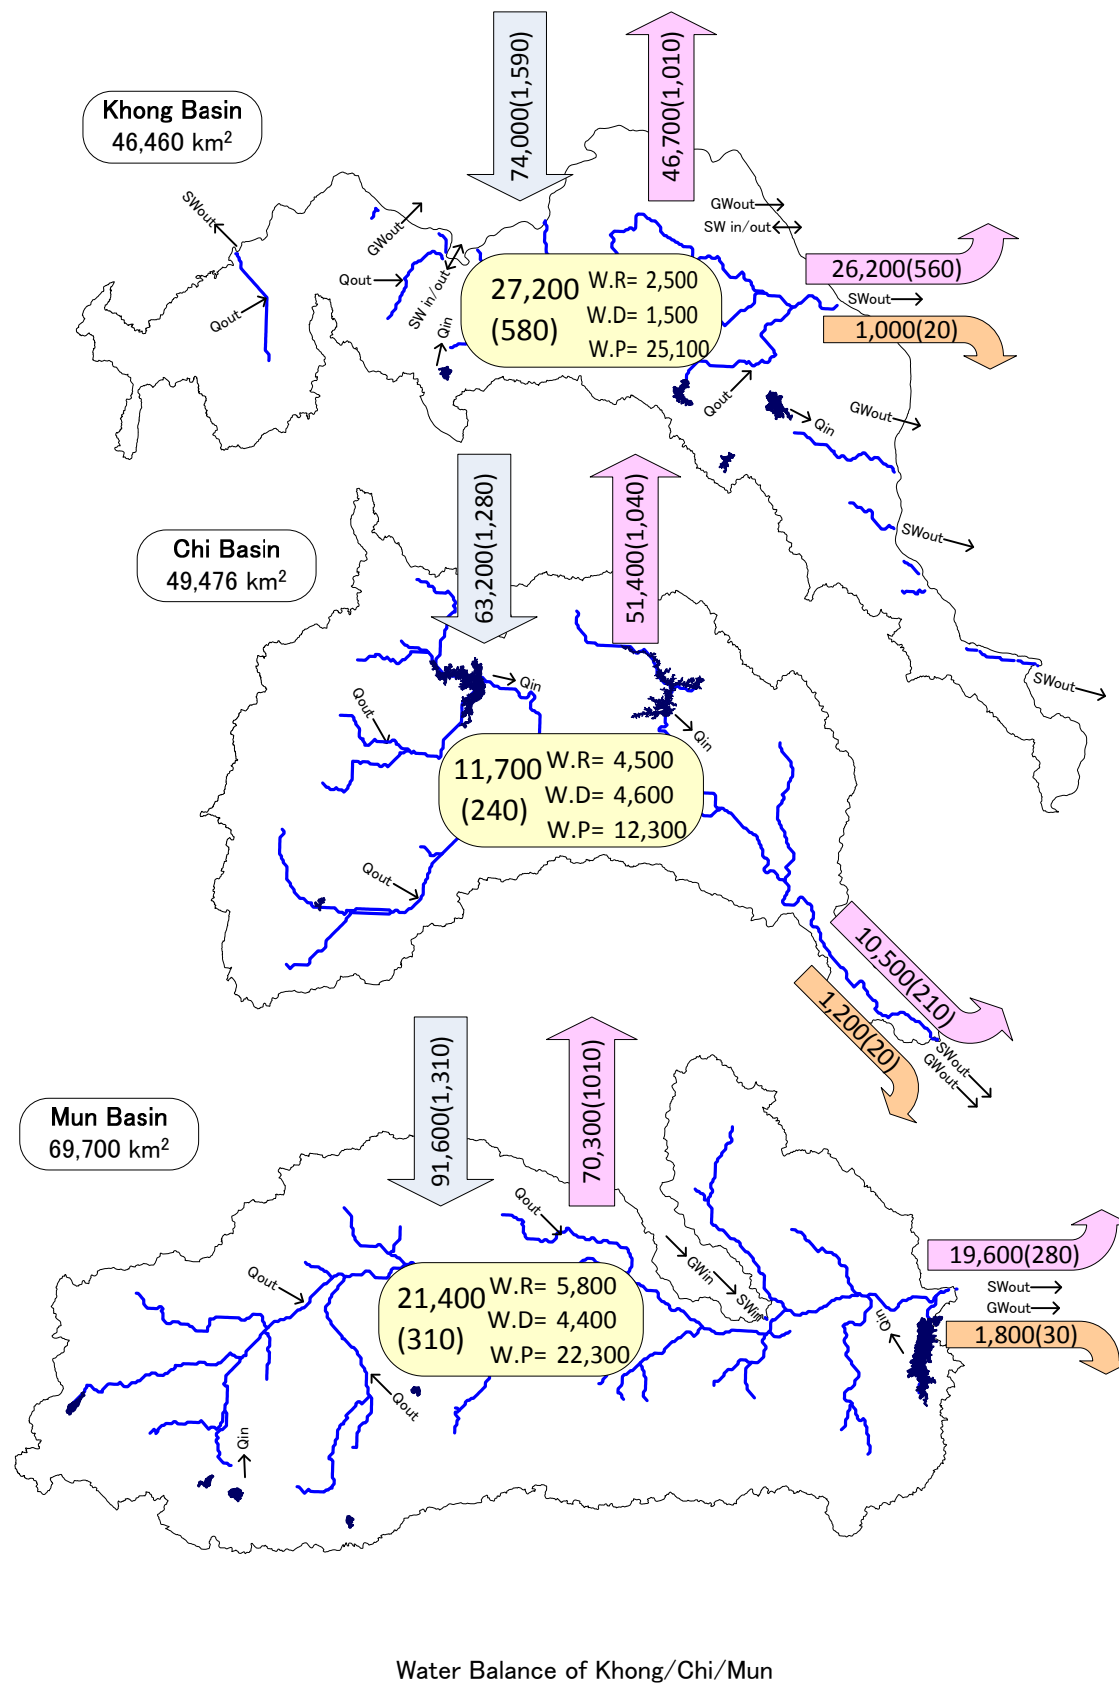 74,000(1,590)
46,700(1,010)
Khong Basin
46,460 km²
SWout
GWout
GWout
SW in/out
26,200(560)
Qout
SW in/out
27,200
(580)
W.R= 2,500
W.D= 1,500
W.P= 25,100
SWout
1,000(20)
Qout
Qin
Qout
Qin
GWout
SWout
SWout
63,200(1,280)
51,400(1,040)
Chi Basin
49,476 km²
Qin
Qout
Qin
11,700
(240)
W.R= 4,500
W.D= 4,600
W.P= 12,300
Qout
10,500(210)
1,200(20)
SWout
GWout
91,600(1,310)
70,300(1010)
Mun Basin
69,700 km²
Qout
19,600(280)
GWin
SWin
Qout
21,400
(310)
W.R= 5,800
W.D= 4,400
W.P= 22,300
SWout
GWout
Qin
1,800(30)
Qout
Qin
Water Balance of Khong/Chi/Mun